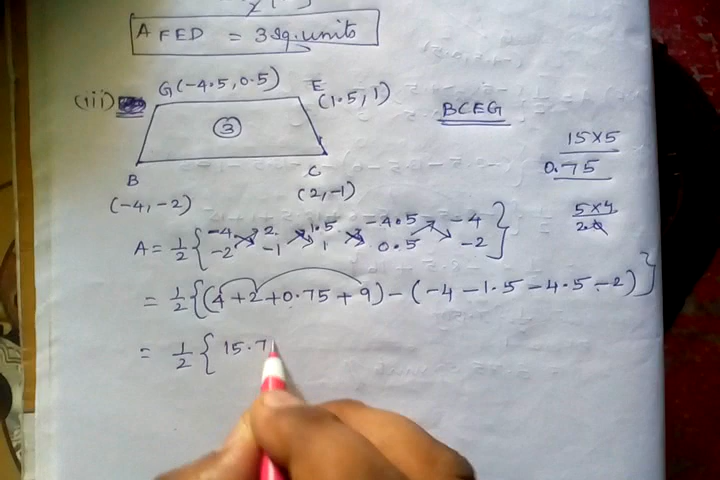 A FED = 3 sq.units
(iii) G(-4.5, 0.5) E (1.5, 1)
3
B C
(-4, -2) (2, -1)
BCEG
15×5
0.75
5×4
2.0
A = 1/2 { -4 2 1.5 -4.5 -4
-2 -1 1 0.5 -2 }
= 1/2 {(4+2+0.75+9)-(-4-1.5-4.5-2)}
= 1/2 { 15.7